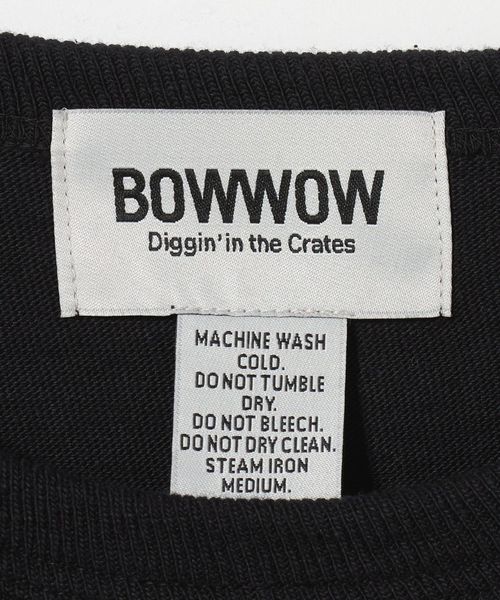 BOWWOW
Diggin' in the Crates
MACHINE WASH
COLD.
DO NOT TUMBLE
DRY.
DO NOT BLEECH.
DO NOT DRY CLEAN.
STEAM IRON
MEDIUM.